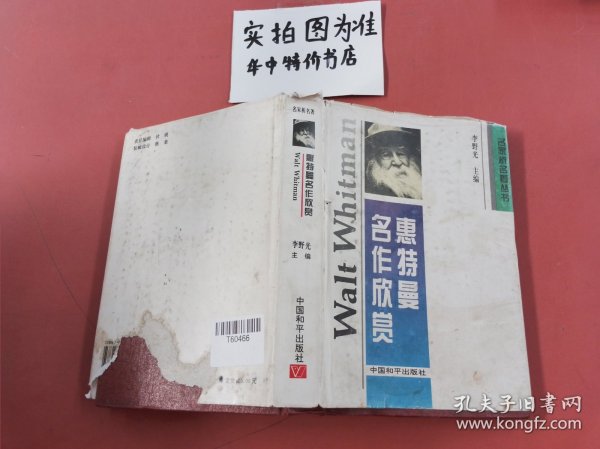 实拍图为准
年中特价书店
名家析名著
惠特曼名作欣赏
Walt Whitman
李野光
主编
中国和平出版社
T60466
Walt Whitman
惠特曼
名作欣赏
李野光 主编
名家析名著丛书
中国和平出版社
孔夫子旧书网
www.kongfz.com